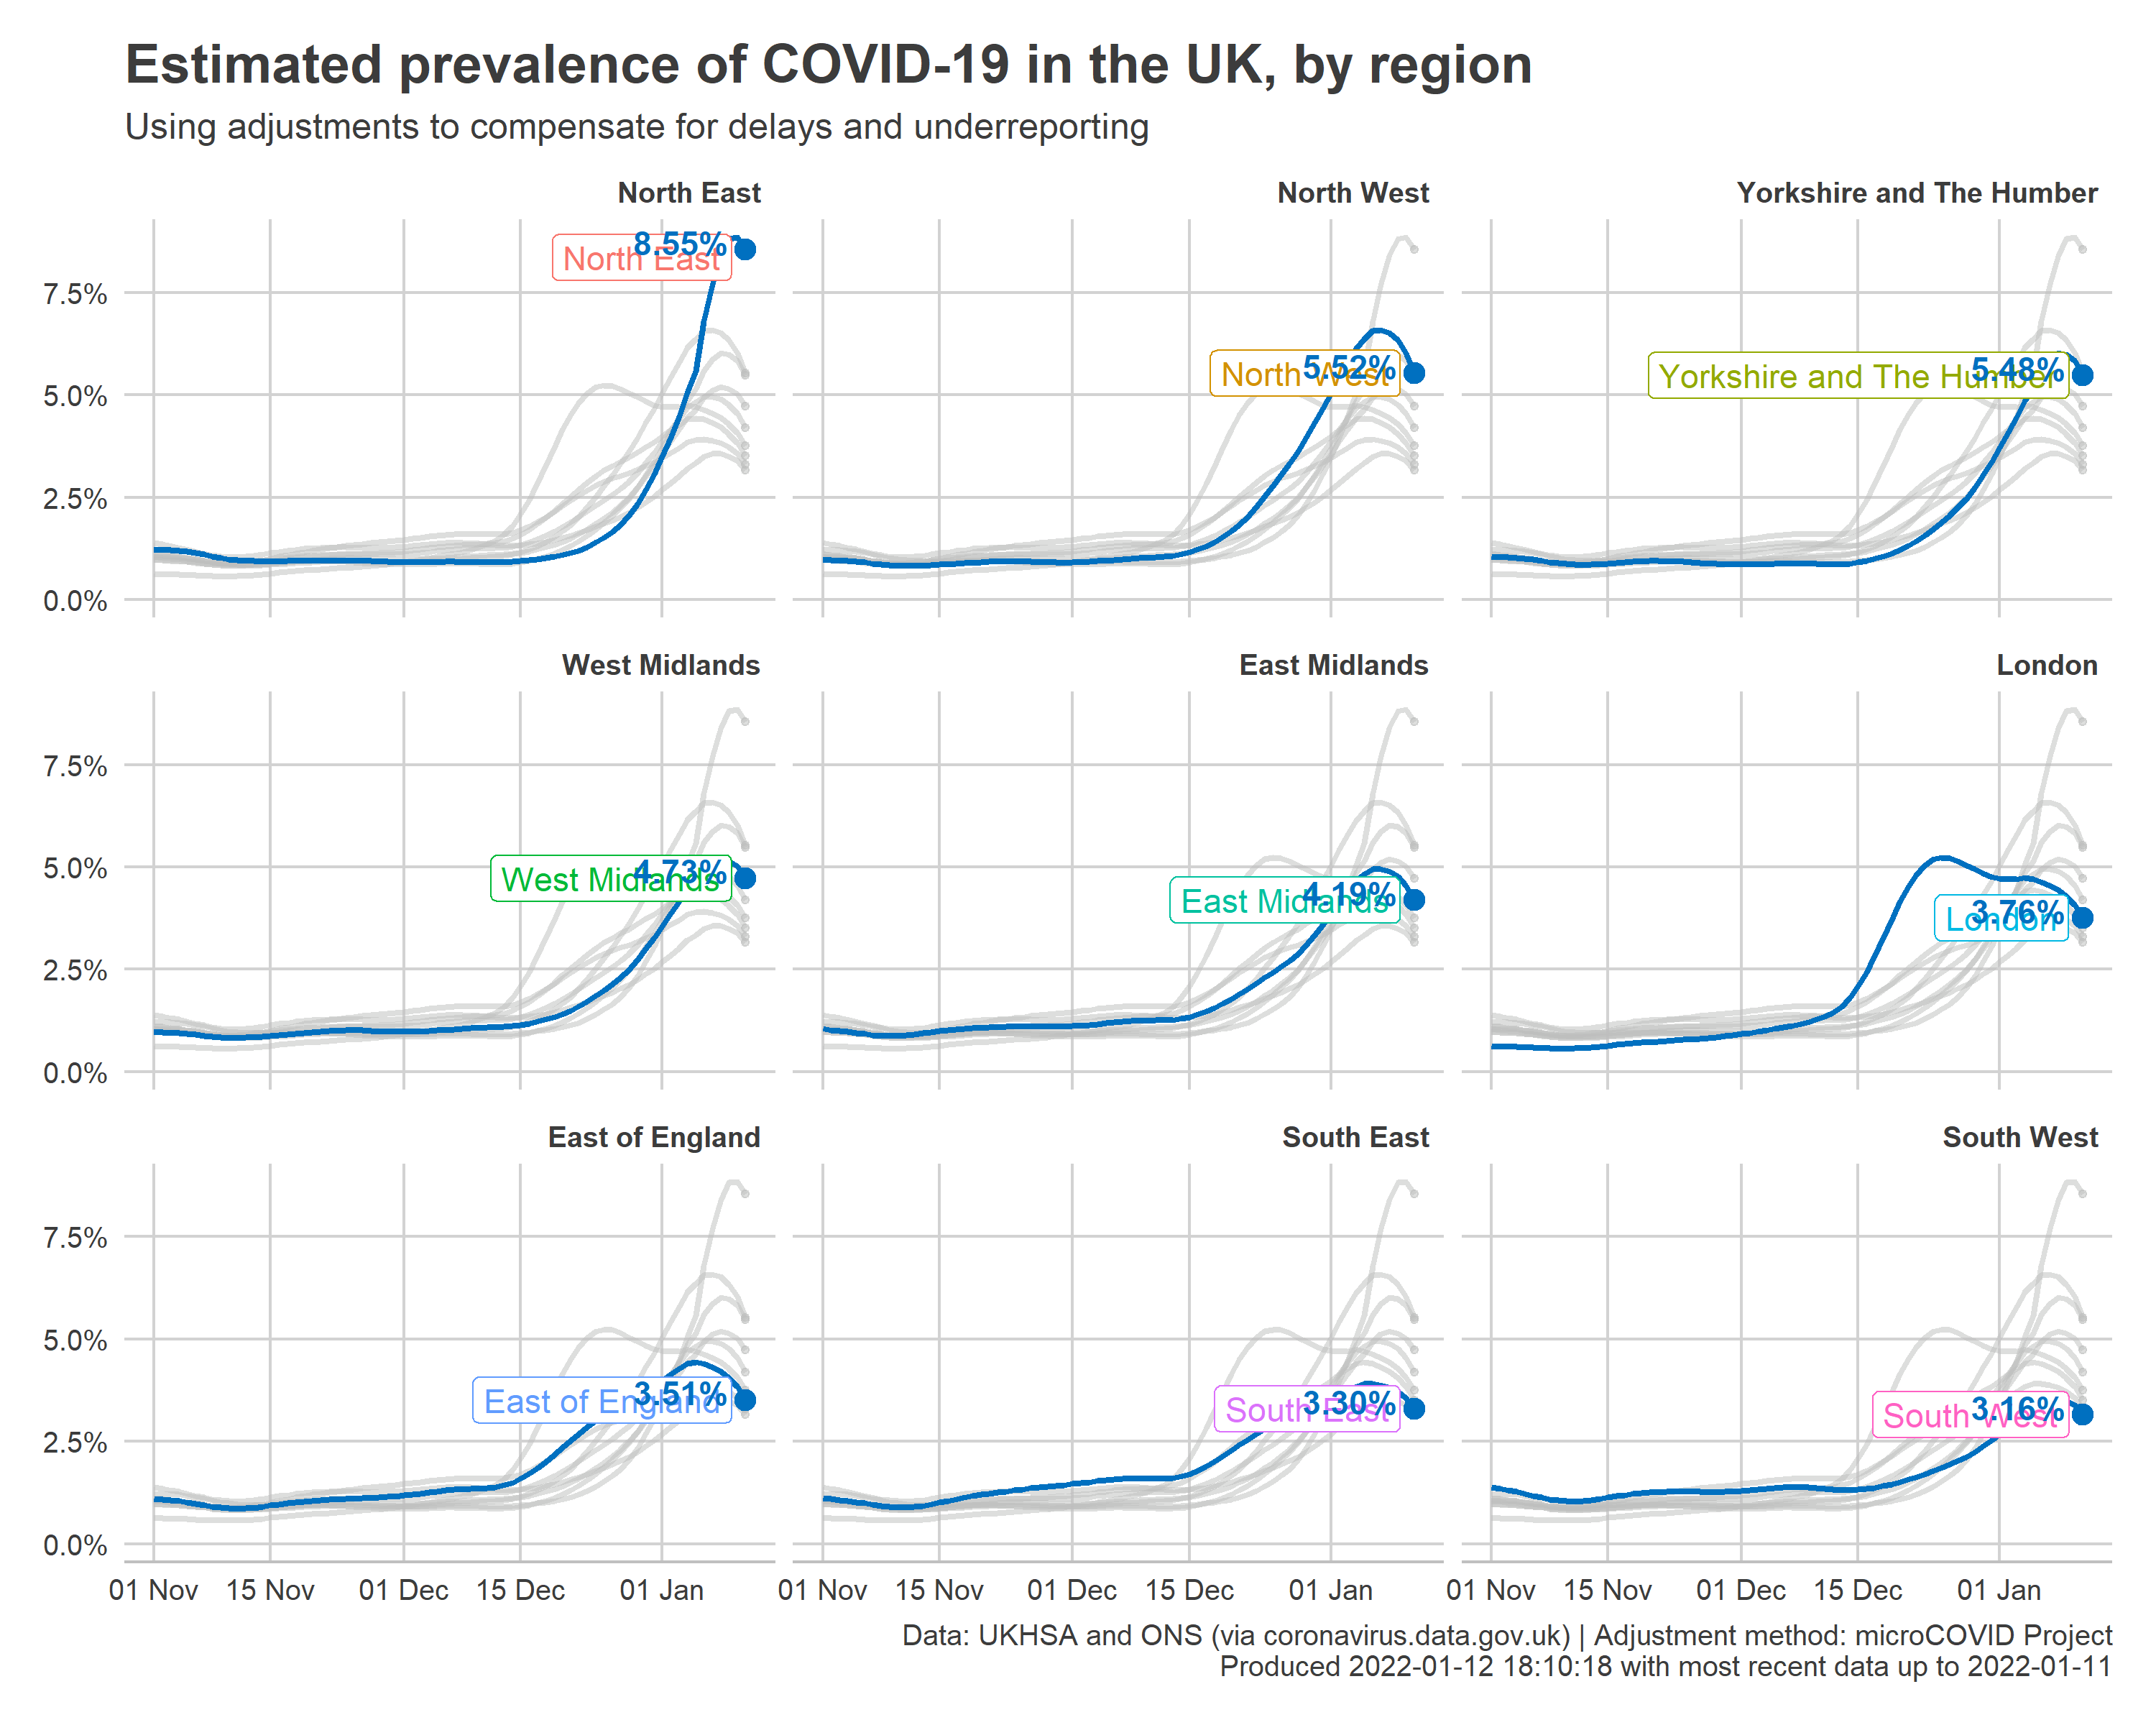 Estimated prevalence of COVID-19 in the UK, by region
Using adjustments to compensate for delays and underreporting
North East
North West
Yorkshire and The Humber
8.55%
North East
5.52%
North West
5.48%
Yorkshire and The Humber
7.5%
5.0%
2.5%
0.0%
West Midlands
East Midlands
London
4.73%
West Midlands
4.19%
East Midlands
3.76%
London
7.5%
5.0%
2.5%
0.0%
East of England
South East
South West
3.51%
East of England
3.30%
South East
3.16%
South West
7.5%
5.0%
2.5%
0.0%
01 Nov 15 Nov 01 Dec 15 Dec 01 Jan 01 Nov 15 Nov 01 Dec 15 Dec 01 Jan 01 Nov 15 Nov 01 Dec 15 Dec 01 Jan
Data: UKHSA and ONS (via coronavirus.data.gov.uk) | Adjustment method: microCOVID Project
Produced 2022-01-12 18:10:18 with most recent data up to 2022-01-11